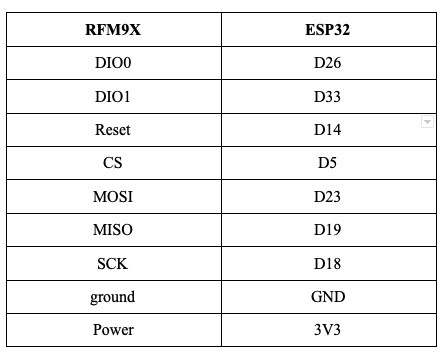 RFM9X ESP32
DIO0 D26
DIO1 D33
Reset D14
CS D5
MOSI D23
MISO D19
SCK D18
ground GND
Power 3V3